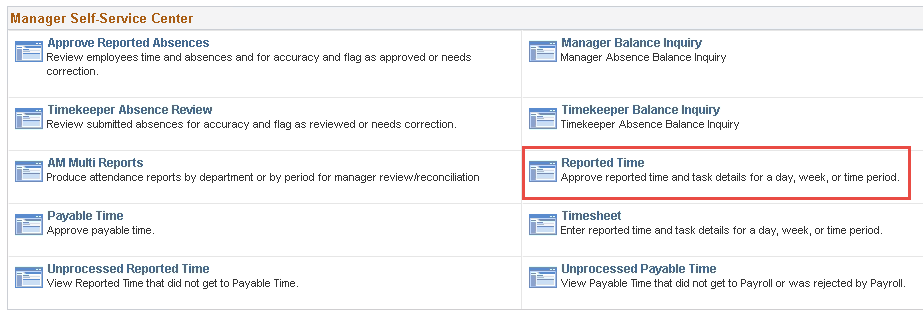 Manager Self-Service Center
Approve Reported Absences
Review employees time and absences and for accuracy and flag as approved or needs
correction.
Manager Balance Inquiry
Manager Absence Balance Inquiry
Timekeeper Absence Review
Review submitted absences for accuracy and flag as reviewed or needs correction.
Timekeeper Balance Inquiry
Timekeeper Absence Balance Inquiry
AM Multi Reports
Produce attendance reports by department or by period for manager review/reconciliation
Reported Time
Approve reported time and task details for a day, week, or time period.
Payable Time
Approve payable time.
Timesheet
Enter reported time and task details for a day, week, or time period.
Unprocessed Reported Time
View Reported Time that did not get to Payable Time.
Unprocessed Payable Time
View Payable Time that did not get to Payroll or was rejected by Payroll.